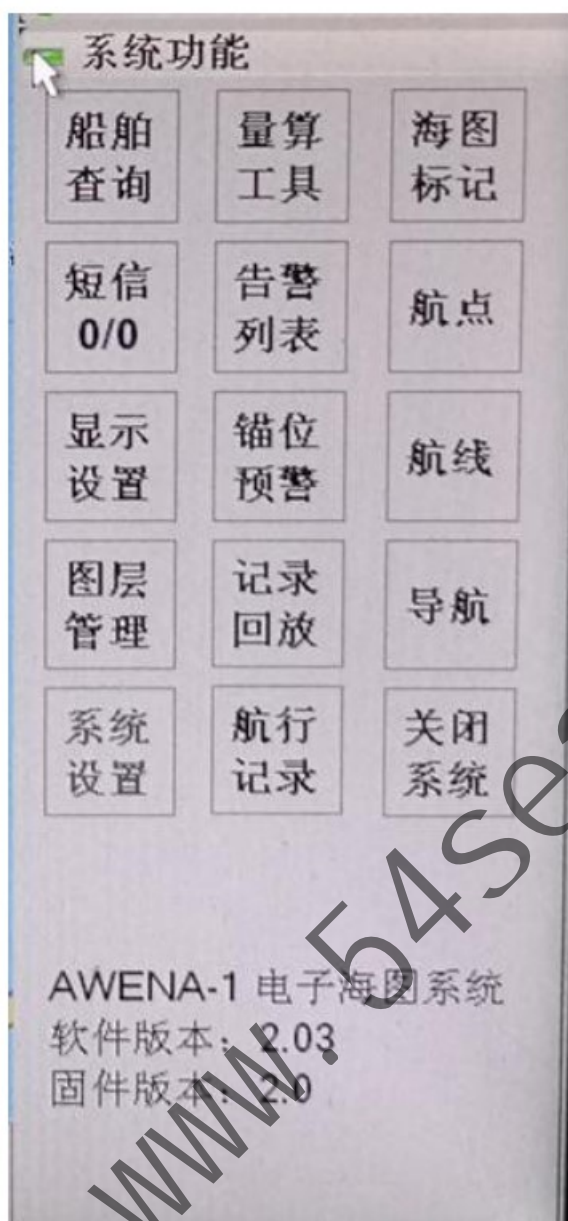 系统功能
船舶 量算 海图
查询 工具 标记
短信 告警 航点
0/0 列表
显示 锚位 航线
设置 预警
图层 记录 导航
管理 回放
系统 航行 关闭
设置 记录 系统
AWENA-1 电子海图系统
软件版本：2.03
固件版本：2.0
www.54se